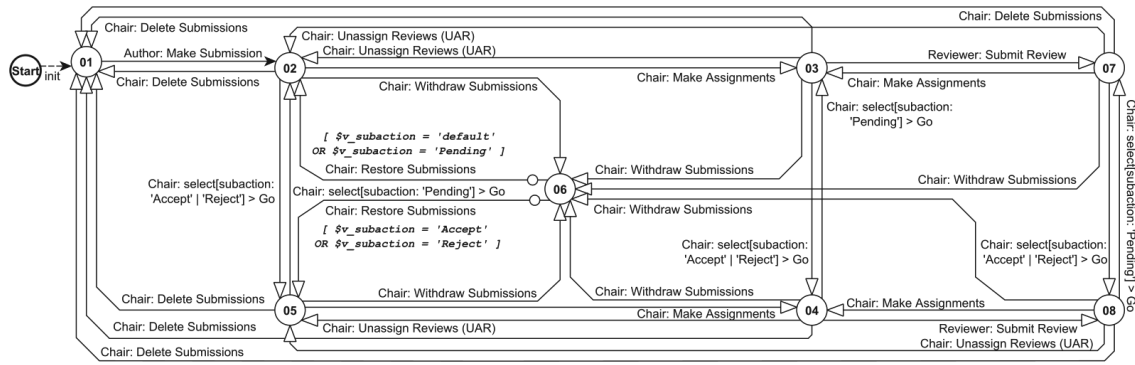 Chair: Delete Submissions
Chair: Delete Submissions
Chair: Unassign Reviews (UAR)
Chair: Unassign Reviews (UAR)
Author: Make Submission
Reviewer: Submit Review
Start
init
01
02
03
07
Chair: Delete Submissions
Chair: Make Assignments
Chair: Make Assignments
Chair: Withdraw Submissions
Chair: select[subaction:
'Pending'] > Go
[ $v_subaction = 'default'
OR $v_subaction = 'Pending' ]
Chair: Restore Submissions
Chair: Withdraw Submissions
Chair: Withdraw Submissions
Chair: select[subaction:
'Accept' | 'Reject'] > Go
Chair: select[subaction: 'Pending'] > Go
06
Chair: Restore Submissions
Chair: Withdraw Submissions
[ $v_subaction = 'Accept'
OR $v_subaction = 'Reject' ]
Chair: select[subaction:
'Accept' | 'Reject'] > Go
Chair: select[subaction:
'Accept' | 'Reject'] > Go
Chair: select[subaction: 'Pending'] > Go
Chair: Delete Submissions
Chair: Withdraw Submissions
Chair: Withdraw Submissions
Chair: Make Assignments
05
04
08
Chair: Make Assignments
Chair: Delete Submissions
Chair: Unassign Reviews (UAR)
Reviewer: Submit Review
Chair: Unassign Reviews (UAR)
Chair: Delete Submissions